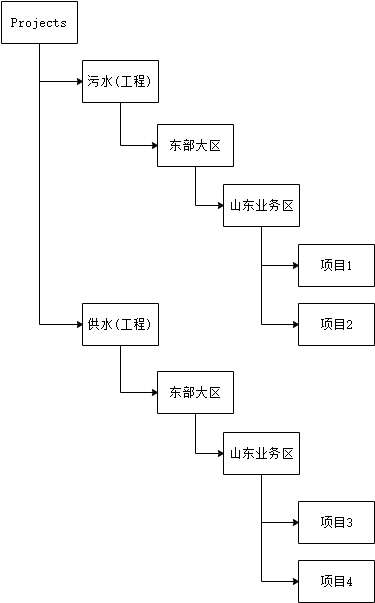 Projects
污水(工程)
东部大区
山东业务区
项目1
项目2
供水(工程)
东部大区
山东业务区
项目3
项目4